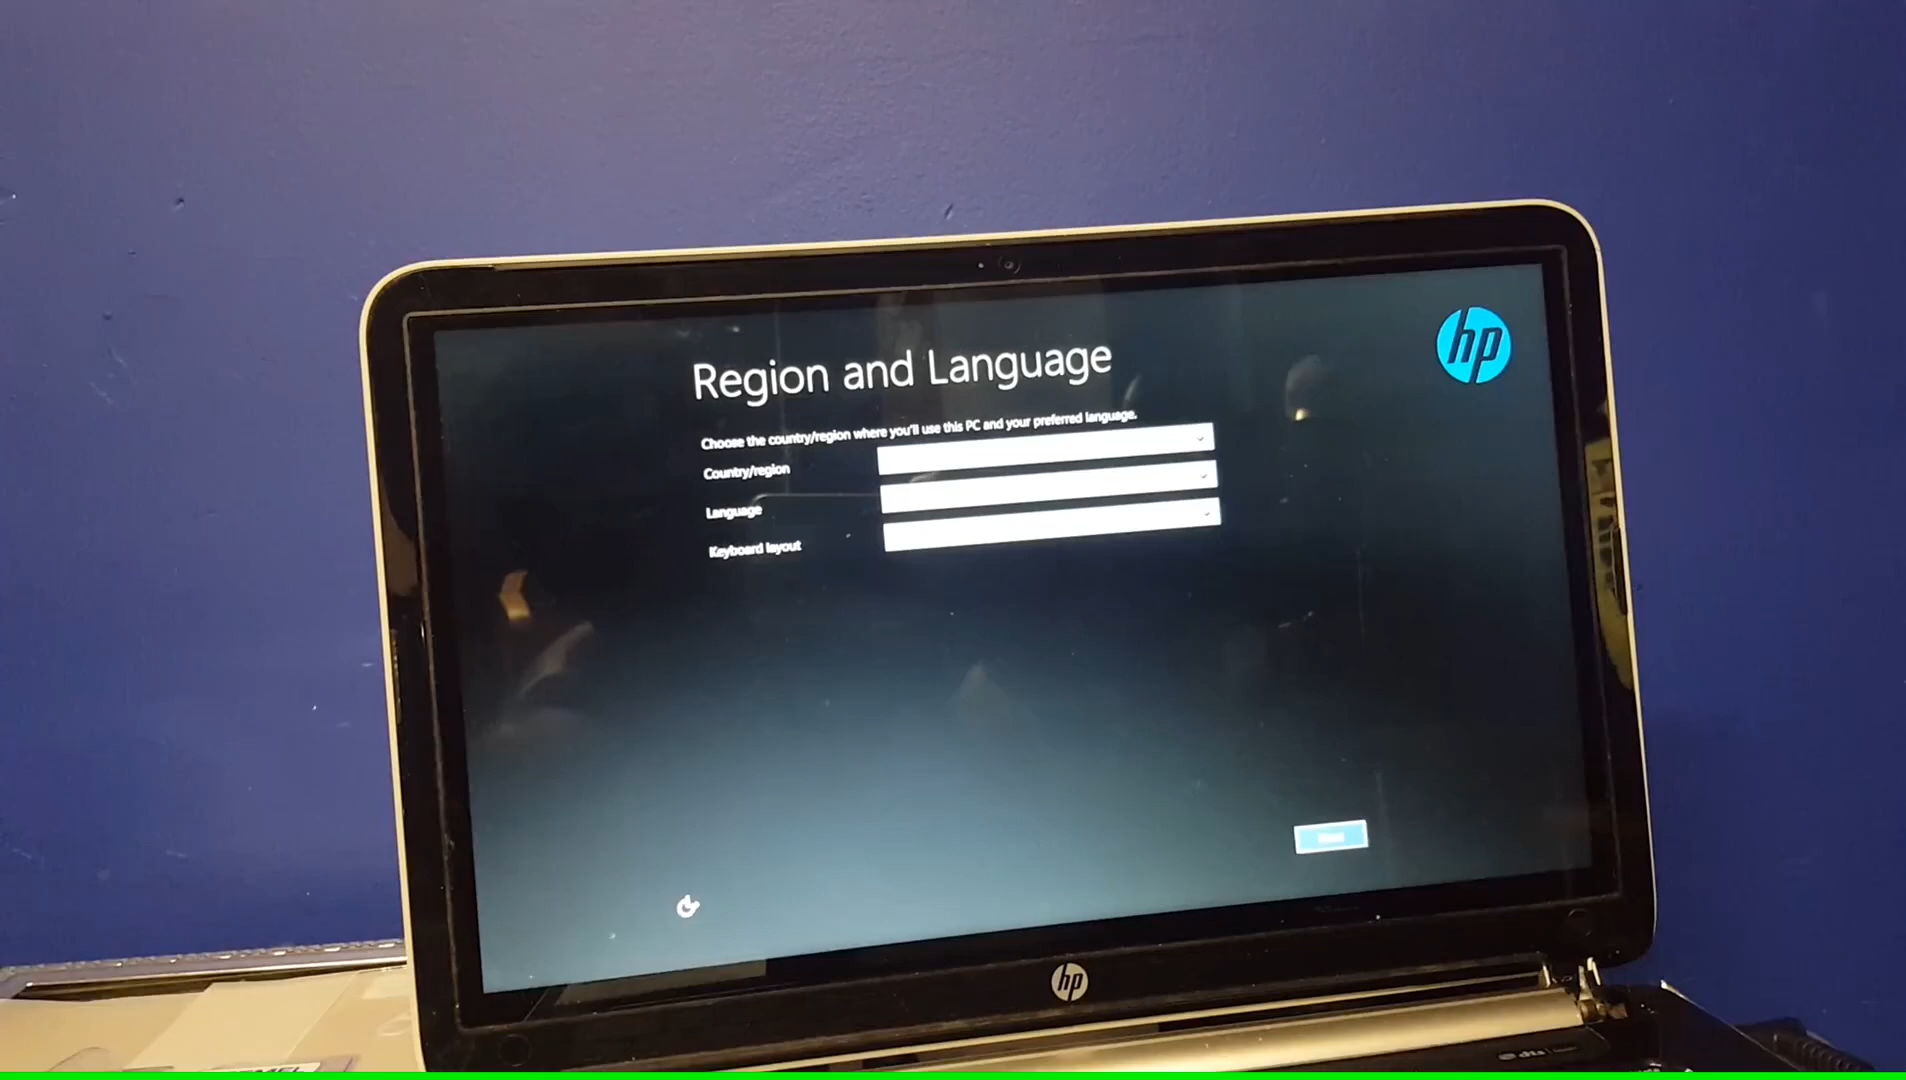 hp
Region and Language
Choose the country/region where you'll use this PC and your preferred language.
Country/region
Language
Keyboard layout
hp